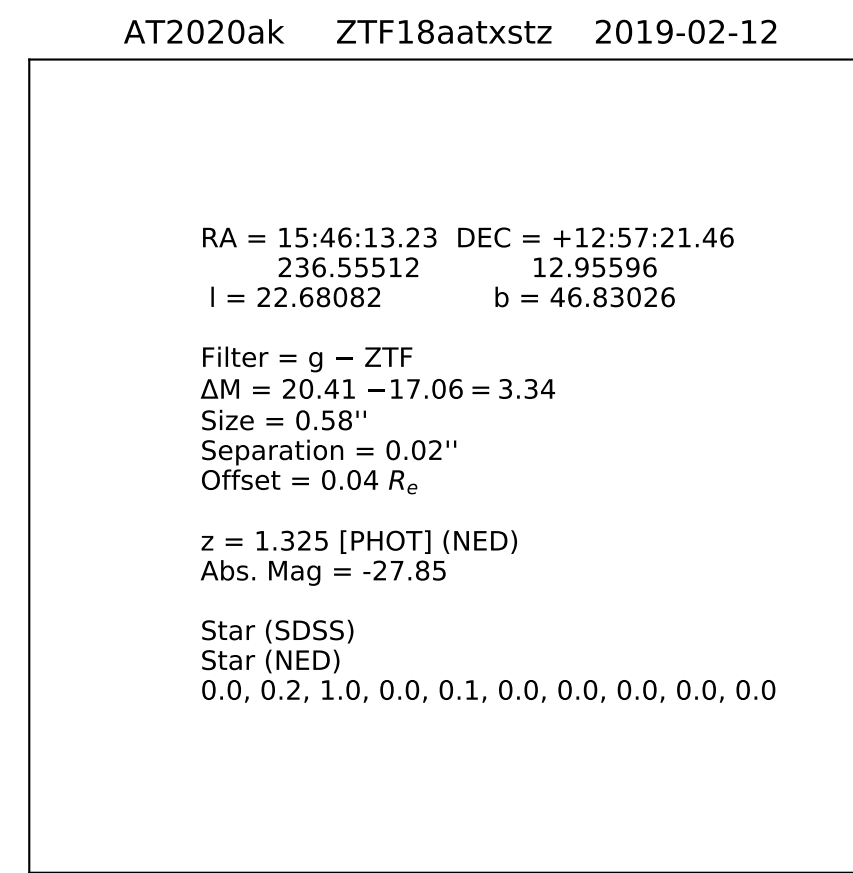 AT2020ak ZTF18aatxstz 2019-02-12
RA = 15:46:13.23 DEC = +12:57:21.46
236.55512 12.95596
l = 22.68082 b = 46.83026
Filter = g − ZTF
ΔM = 20.41 −17.06 = 3.34
Size = 0.58''
Separation = 0.02''
Offset = 0.04 Re
z = 1.325 [PHOT] (NED)
Abs. Mag = -27.85
Star (SDSS)
Star (NED)
0.0, 0.2, 1.0, 0.0, 0.1, 0.0, 0.0, 0.0, 0.0, 0.0